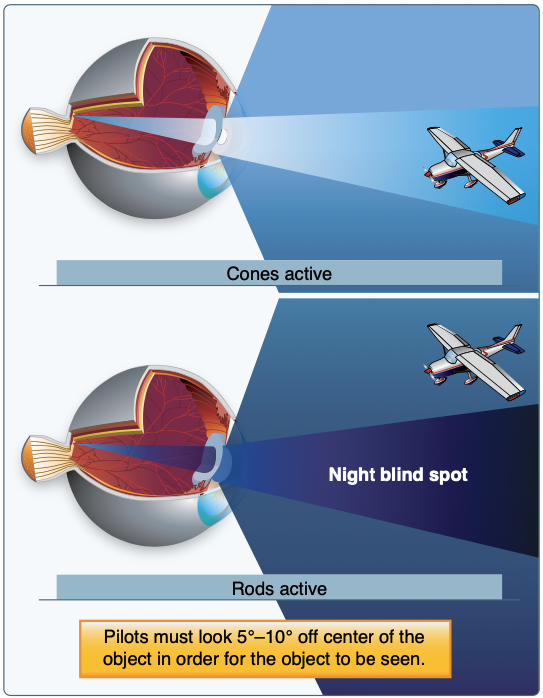 Cones active
Night blind spot
Rods active
Pilots must look 5°–10° off center of the
object in order for the object to be seen.